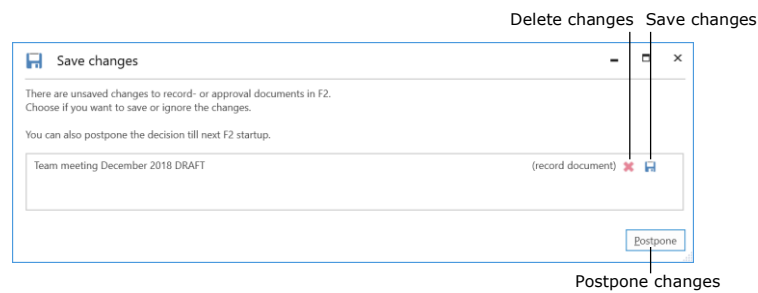 Delete changes Save changes
Save changes
There are unsaved changes to record- or approval documents in F2.
Choose if you want to save or ignore the changes.
You can also postpone the decision till next F2 startup.
Team meeting December 2018 DRAFT (record document)
Postpone
Postpone changes